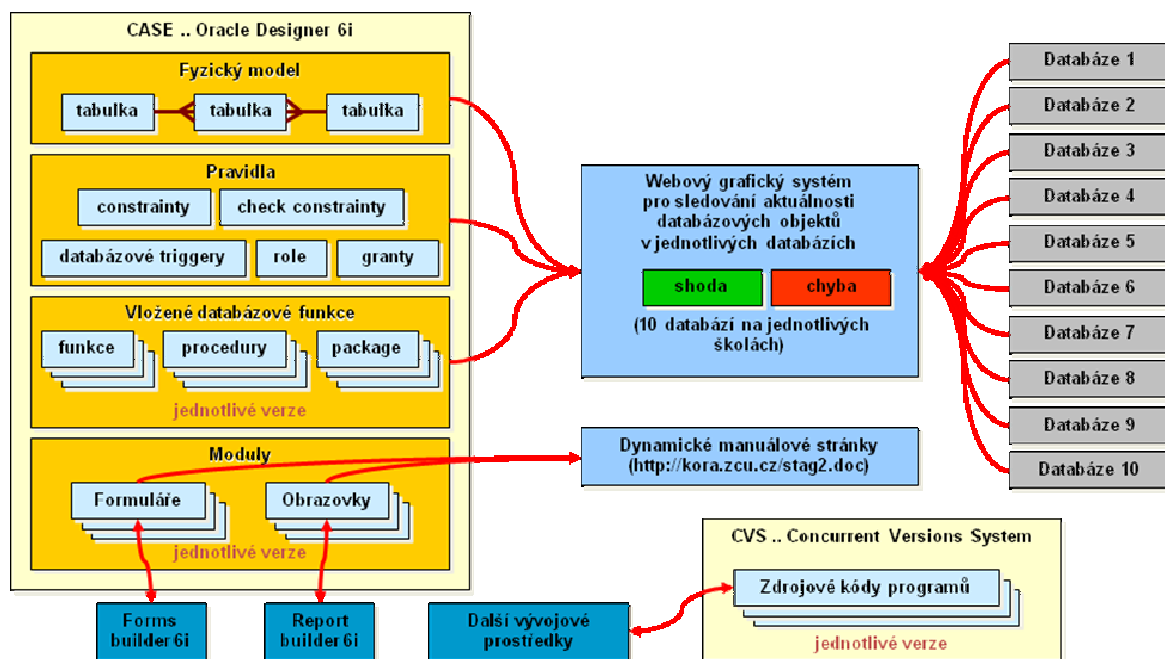 CASE .. Oracle Designer 6i
Fyzický model
tabulka
tabulka
tabulka
Pravidla
constrainty
check constrainty
databázové triggery
role
granty
Vložené databázové funkce
funkce
procedury
package
jednotlivé verze
Moduly
Formuláře
Obrazovky
jednotlivé verze
Forms
builder6i
Report
builder6i
Webový grafický systém
pro sledování aktuálnosti
databázových objektů
v jednotlivých databázích
shoda
chyba
(10 databází na jednotlivých
školách)
Dynamické manuálové stránky
(http://kora.zcu.cz/stag2.doc)
Další vývojové
prostředky
CVS .. Concurrent Versions System
Zdrojové kódy programů
jednotlivé verze
Databáze 1
Databáze 2
Databáze 3
Databáze 4
Databáze 5
Databáze 6
Databáze 7
Databáze 8
Databáze 9
Databáze 10